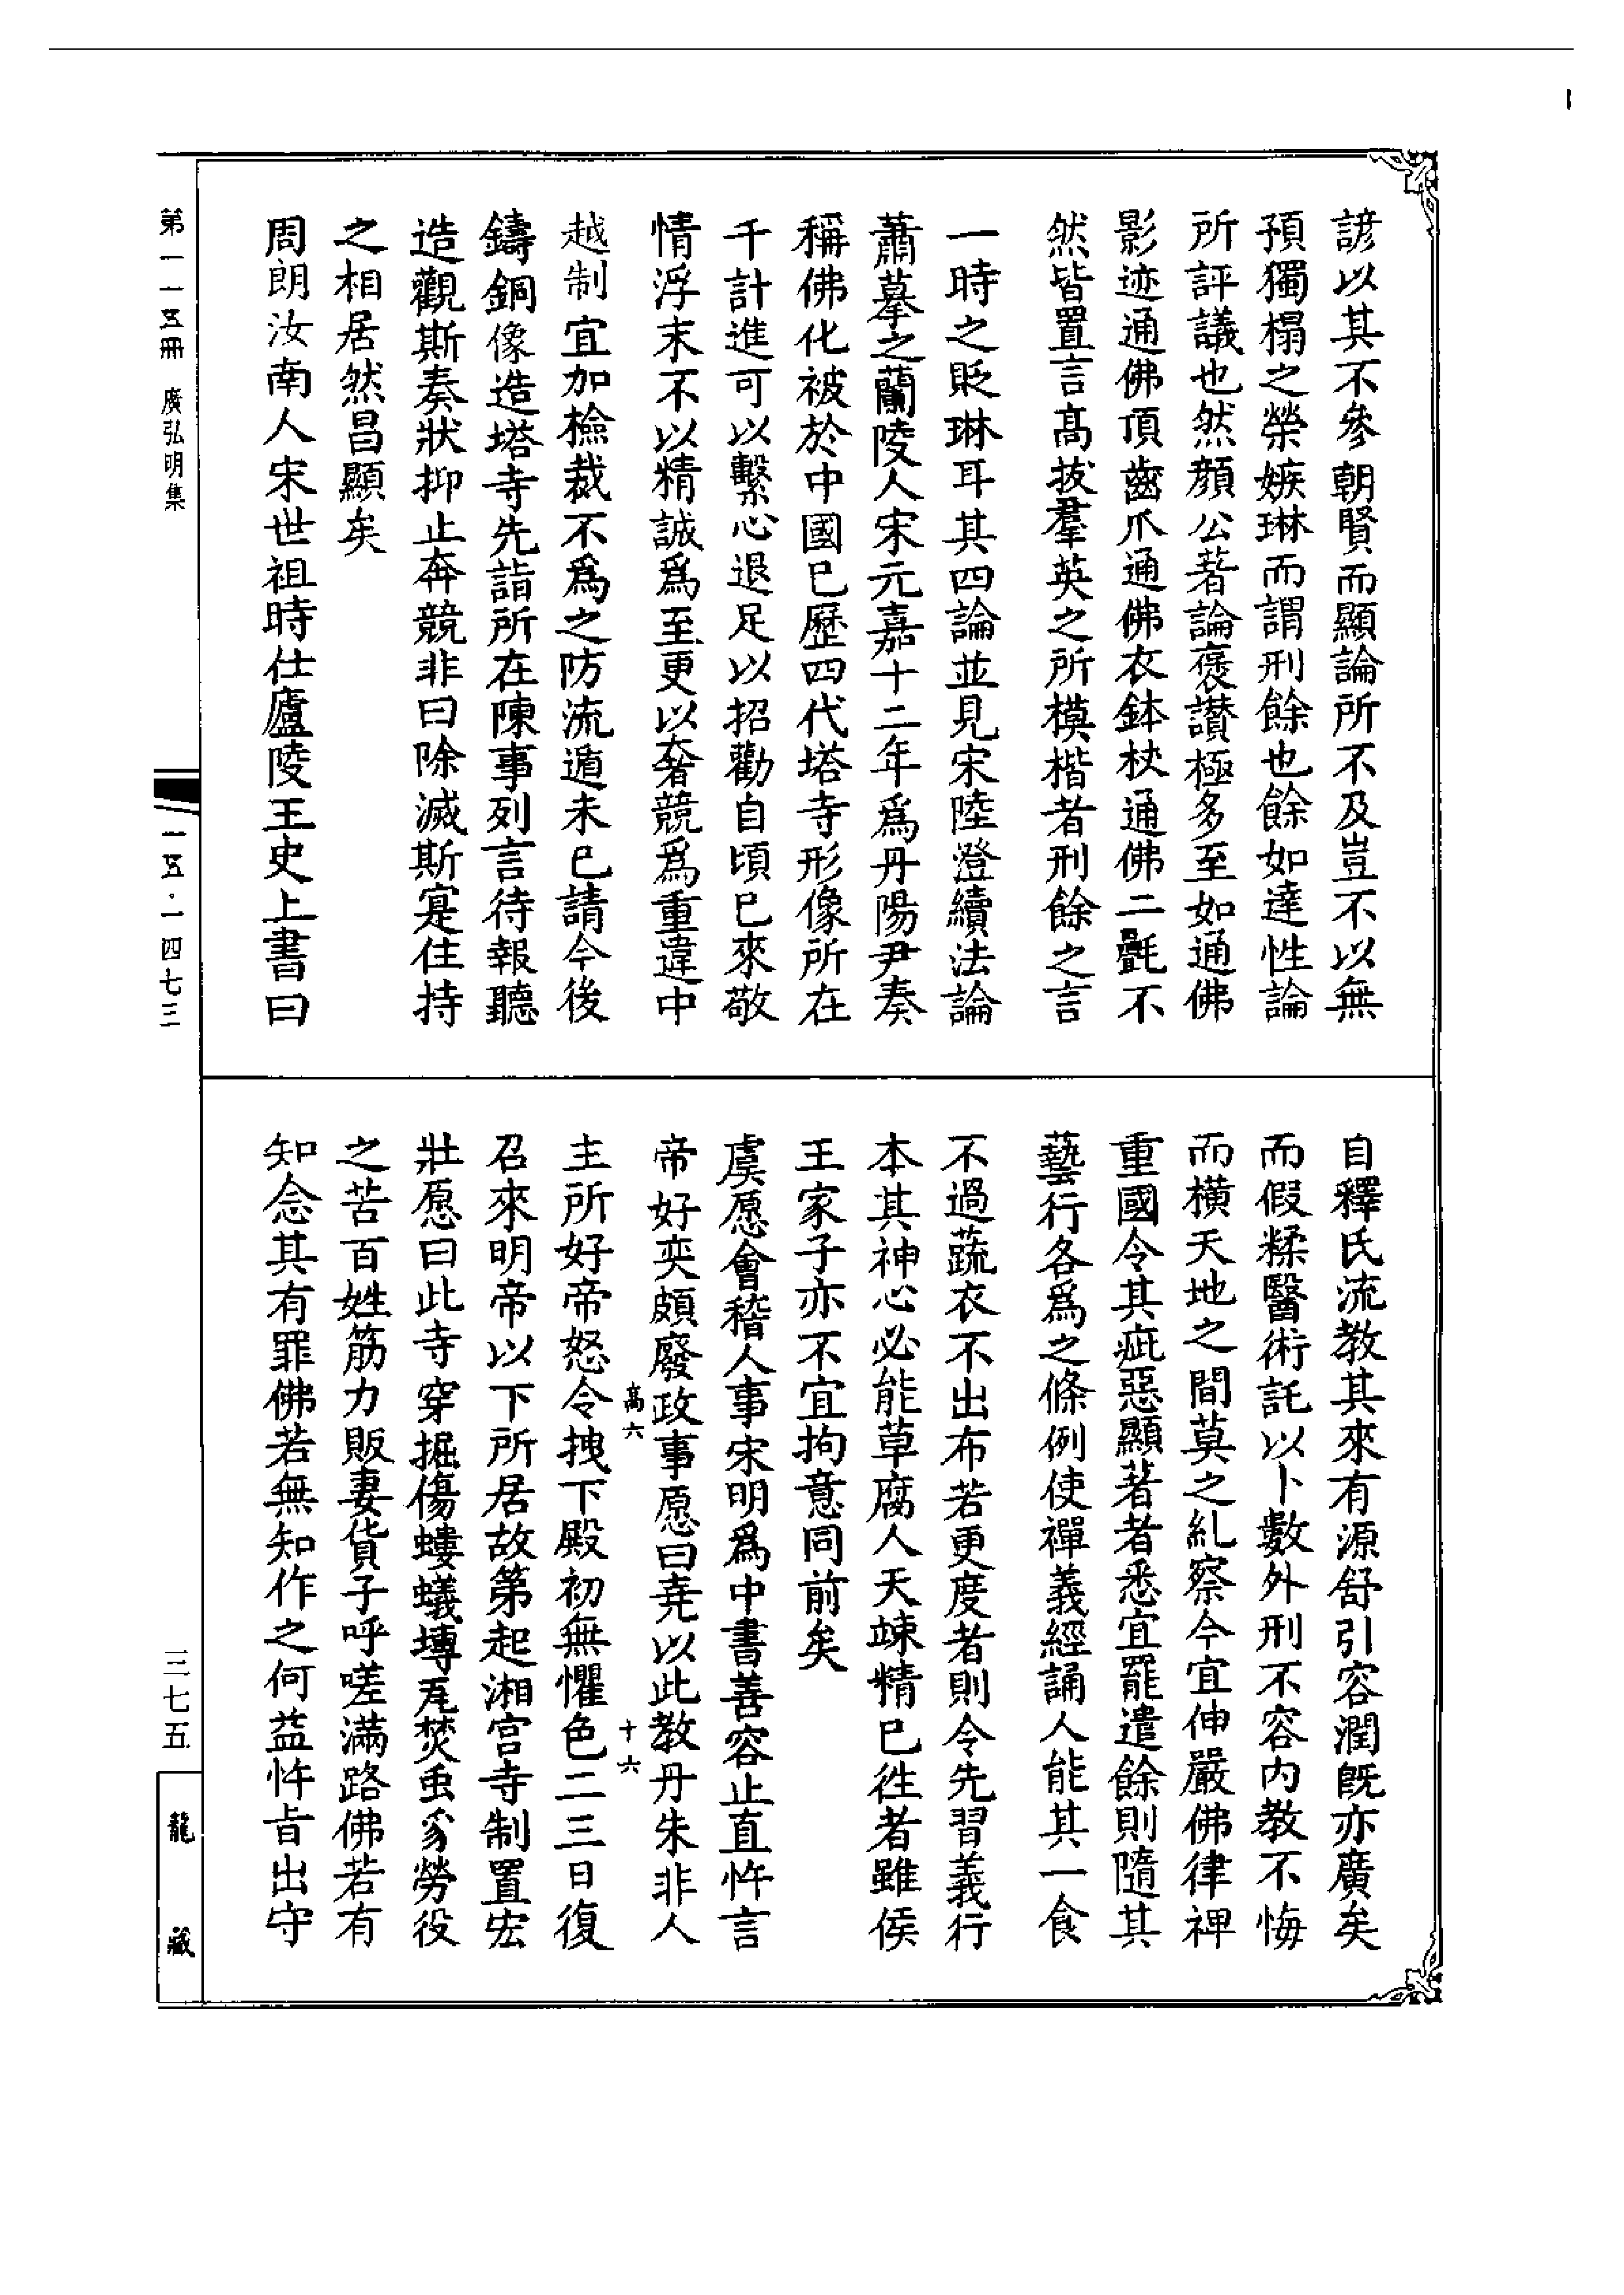 諺以其不參朝賢而顯論所不及豈不以無
預獨榻之榮嫉琳而謂刑餘也餘如達性論
所評議也然顏公著論褒讚極多至如通佛
影迹通佛頂齒爪通佛衣鉢杖通佛二㲲不
然皆置言高拔羣英之所模楷者刑餘之言
一時之貶琳耳其四論並見宋陸澄續法論
蕭摹之蘭陵人宋元嘉十二年爲丹陽尹奏
稱佛化被於中國已歷四代塔寺形像所在
千計進可以繫心退足以招勸自頃已來敬
情浮末不以精誠爲至更以奢競爲重違中
越制宜加檢裁不爲之防流遁未已請今後
鑄銅像造塔寺先詣所在陳事列言待報聽
造觀斯奏狀抑止奔競非曰除滅斯寔住持
之相居然昌顯矣
周朗汝南人宋世祖時仕廬陵王史上書曰
自釋氏流教其來有源舒引容潤旣亦廣矣
而假糅醫術託以卜數外刑不容内教不悔
而橫天地之間莫之糺察今宜伸嚴佛律禆
重國令其疵惡顯著者悉宜罷遣餘則隨其
藝行各爲之條例使禪義經誦人能其一食
不過蔬衣不出布若更度者則令先習義行
本其神心必能草腐人天竦精已徃者雖侯
王家子亦不宜拘意同前矣
虞愿會稽人事宋明爲中書善容止直忤言
帝好奕頗廢政事愿曰堯以此教丹朱非人
主所好帝怒令拽下殿初無懼色二三日復
召來明帝以下所居故第起湘宮寺制置宏
壯愿曰此寺穿掘傷螻蟻塼瓦焚虫豸勞役
之苦百姓筋力販妻貨子呼嗟滿路佛若有
知念其有罪佛若無知作之何益忤旨出守
高六
十六
第一一五冊 廣弘明集
一五·一四七三
三七五
龍藏